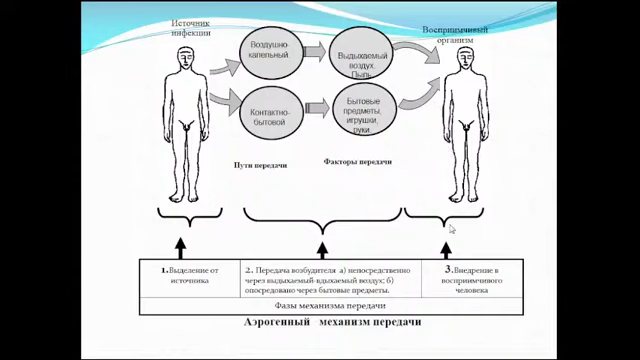 Источник
инфекции
Восприимчивый
организм
Воздушно-
капельный
Выдыхаемый
воздух.
Пыль.
Контактно-
бытовой
Бытовые
предметы,
игрушки,
руки.
Пути передачи
Факторы передачи
1.Выделение от
источника
2. Передача возбудителя а) непосредственно
через выдыхаемый-вдыхаемый воздух; б)
опосредовано через бытовые предметы.
3.Внедрение в
восприимчивого
человека
Фазы механизма передачи
Аэрогенный механизм передачи